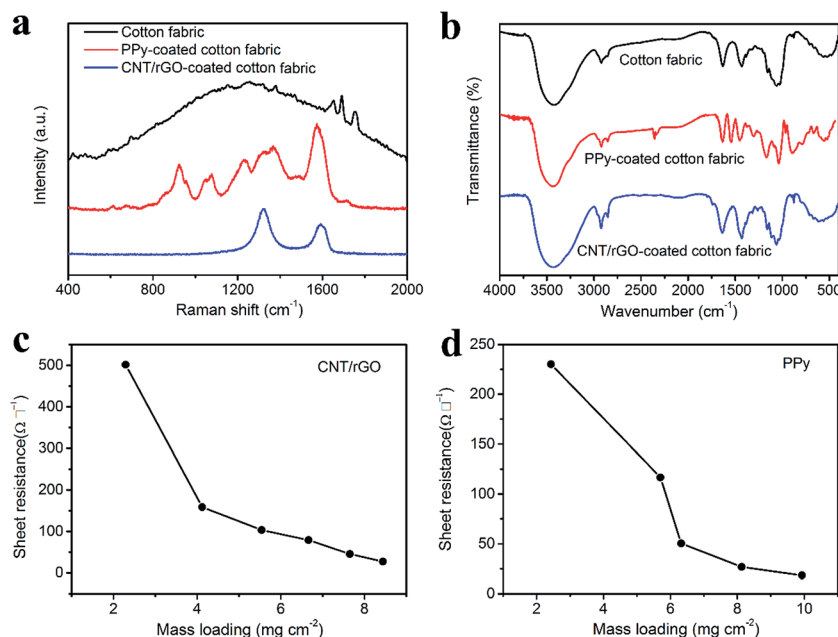 a
Cotton fabric
PPy-coated cotton fabric
CNT/rGO-coated cotton fabric
Intensity (a.u.)
400 800 1200 1600 2000
Raman shift (cm⁻¹)
b
Cotton fabric
PPy-coated cotton fabric
CNT/rGO-coated cotton fabric
Transmittance (%)
4000 3500 3000 2500 2000 1500 1000 500
Wavenumber (cm⁻¹)
c
CNT/rGO
500
400
300
200
100
0
Sheet resistance(Ω □⁻¹)
2 4 6 8
Mass loading (mg cm⁻²)
d
PPy
250
200
150
100
50
0
Sheet resistance(Ω □⁻¹)
2 4 6 8 10
Mass loading (mg cm⁻²)